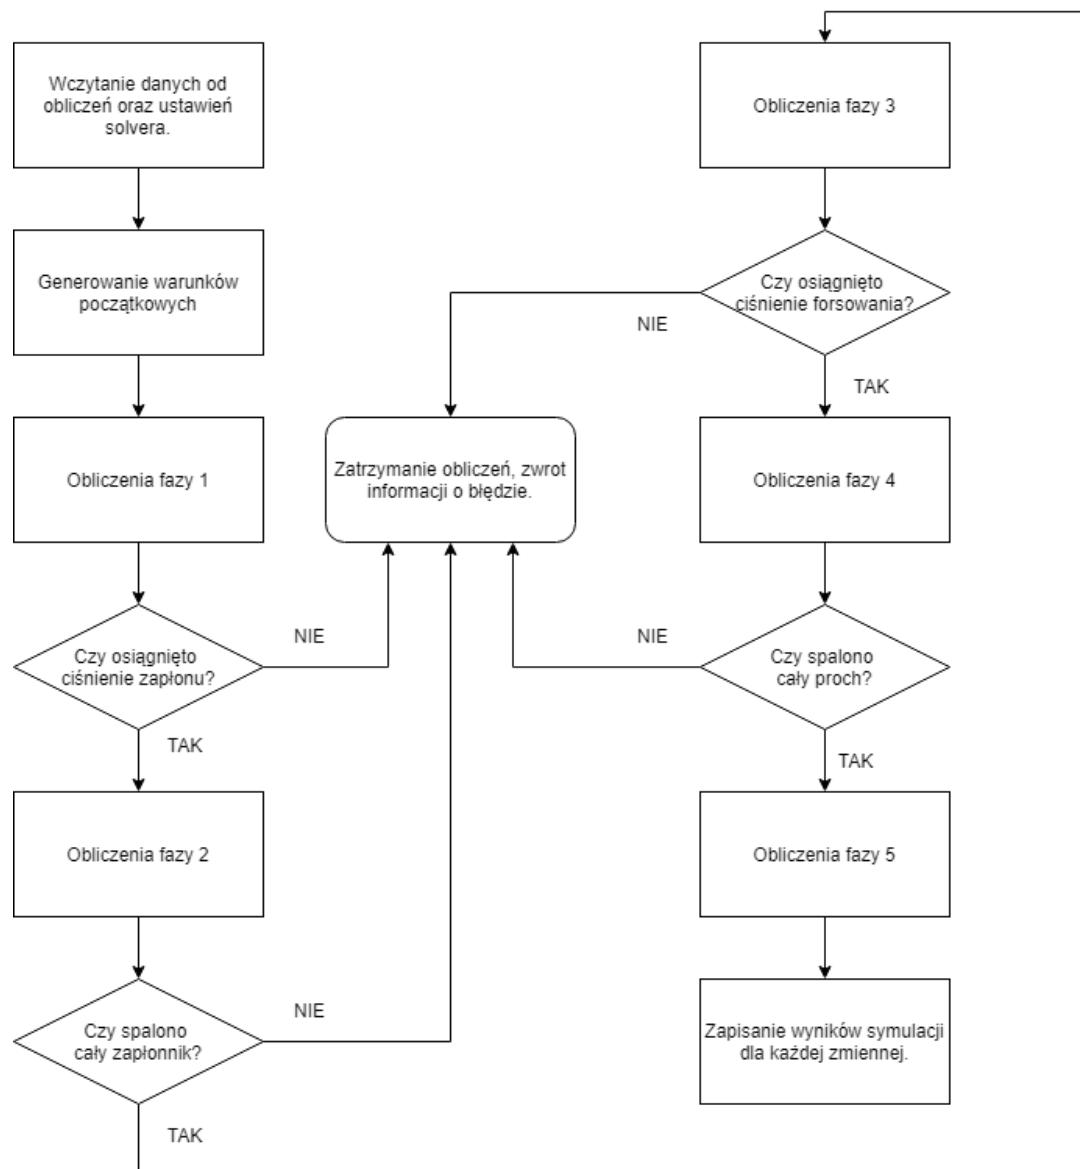 Wczytanie danych od
obliczeń oraz ustawień
solvera.
Generowanie warunków
początkowych
Obliczenia fazy 1
Czy osiągnięto
ciśnienie zapłonu?
NIE
TAK
Obliczenia fazy 2
Czy spalono
cały zapłonnik?
NIE
TAK
Zatrzymanie obliczeń, zwrot
informacji o błędzie.
Obliczenia fazy 3
Czy osiągnięto
ciśnienie forsowania?
NIE
TAK
Obliczenia fazy 4
Czy spalono
cały proch?
NIE
TAK
Obliczenia fazy 5
Zapisanie wyników symulacji
dla każdej zmiennej.